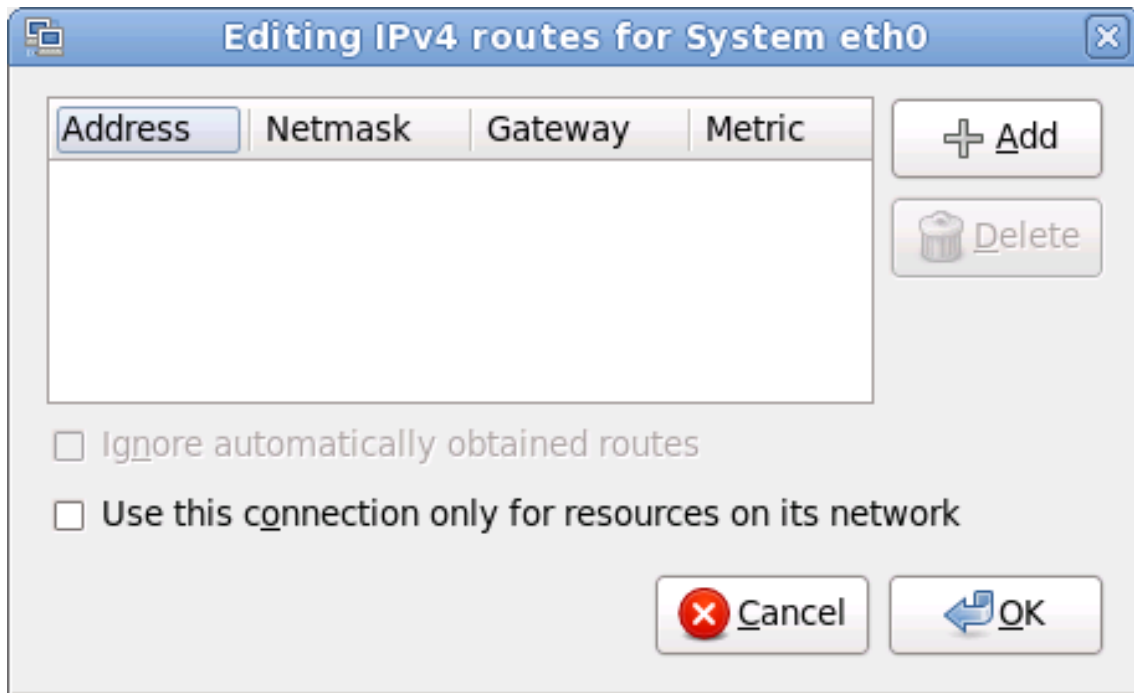 Editing IPv4 routes for System eth0
Address Netmask Gateway Metric
Add
Delete
Ignore automatically obtained routes
Use this connection only for resources on its network
Cancel OK